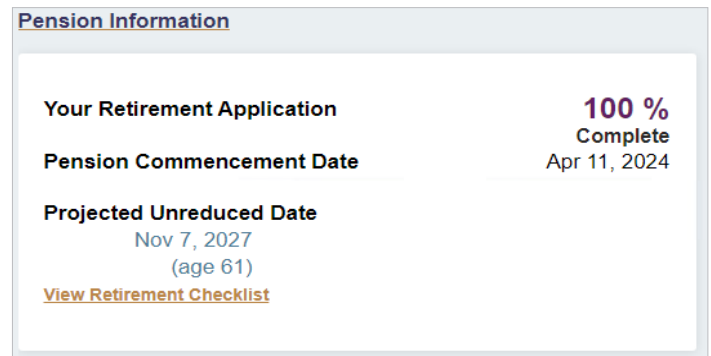 Pension Information
Your Retirement Application
100 %
Complete
Pension Commencement Date
Apr 11, 2024
Projected Unreduced Date
Nov 7, 2027
(age 61)
View Retirement Checklist